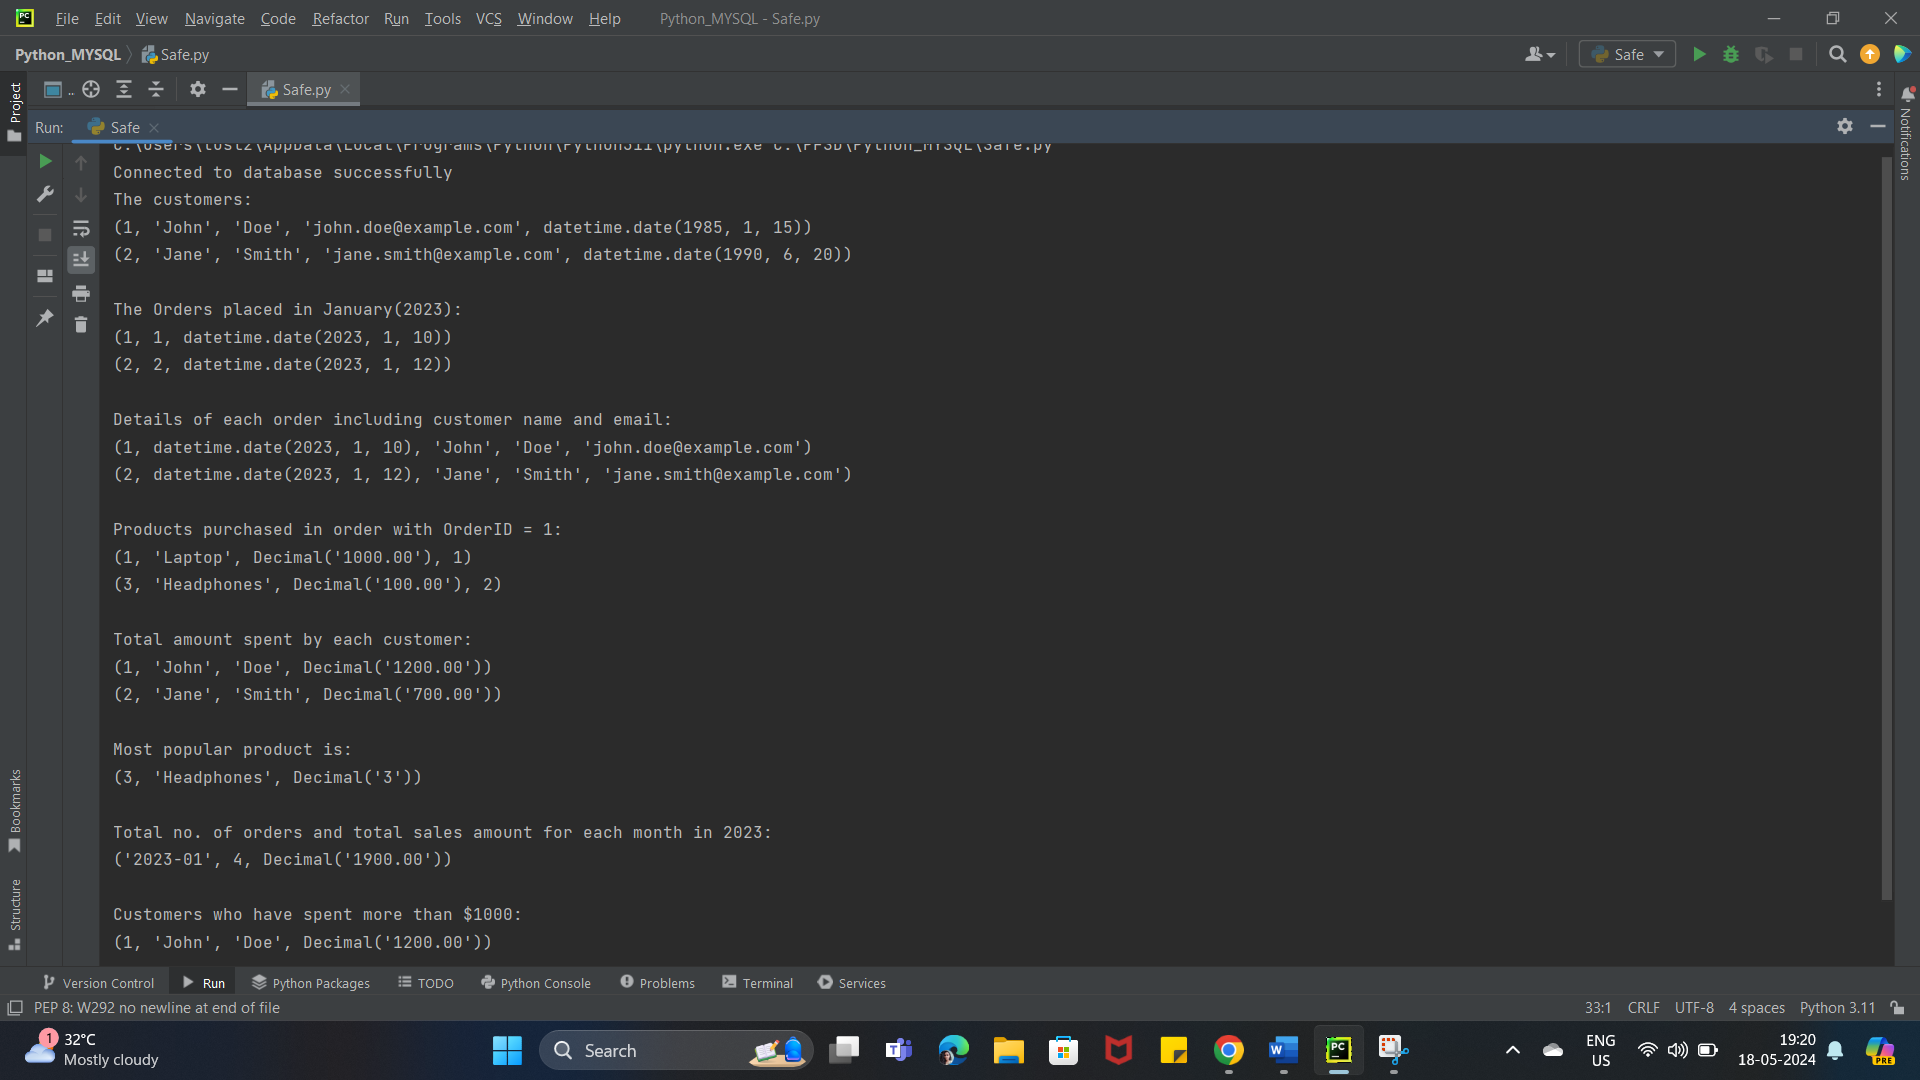 File Edit View Navigate Code Refactor Run Tools VCS Window Help Python_MYSQL - Safe.py
Python_MYSQL Safe.py Safe
Project
Safe.py
Notifications
Run: Safe
C:\Users\tust2\AppData\Local\Programs\Python\Python311\python.exe C:\PFSD\Python_MYSQL\Safe.py
Connected to database successfully
The customers:
(1, 'John', 'Doe', 'john.doe@example.com', datetime.date(1985, 1, 15))
(2, 'Jane', 'Smith', 'jane.smith@example.com', datetime.date(1990, 6, 20))
The Orders placed in January(2023):
(1, 1, datetime.date(2023, 1, 10))
(2, 2, datetime.date(2023, 1, 12))
Details of each order including customer name and email:
(1, datetime.date(2023, 1, 10), 'John', 'Doe', 'john.doe@example.com')
(2, datetime.date(2023, 1, 12), 'Jane', 'Smith', 'jane.smith@example.com')
Products purchased in order with OrderID = 1:
(1, 'Laptop', Decimal('1000.00'), 1)
(3, 'Headphones', Decimal('100.00'), 2)
Total amount spent by each customer:
(1, 'John', 'Doe', Decimal('1200.00'))
(2, 'Jane', 'Smith', Decimal('700.00'))
Most popular product is:
(3, 'Headphones', Decimal('3'))
Total no. of orders and total sales amount for each month in 2023:
('2023-01', 4, Decimal('1900.00'))
Customers who have spent more than $1000:
(1, 'John', 'Doe', Decimal('1200.00'))
Bookmarks
Structure
Version Control Run Python Packages TODO Python Console Problems Terminal Services
PEP 8: W292 no newline at end of file 33:1 CRLF UTF-8 4 spaces Python 3.11
1 32°C
Mostly cloudy
Search
ENG
US
19:20
18-05-2024
PRE